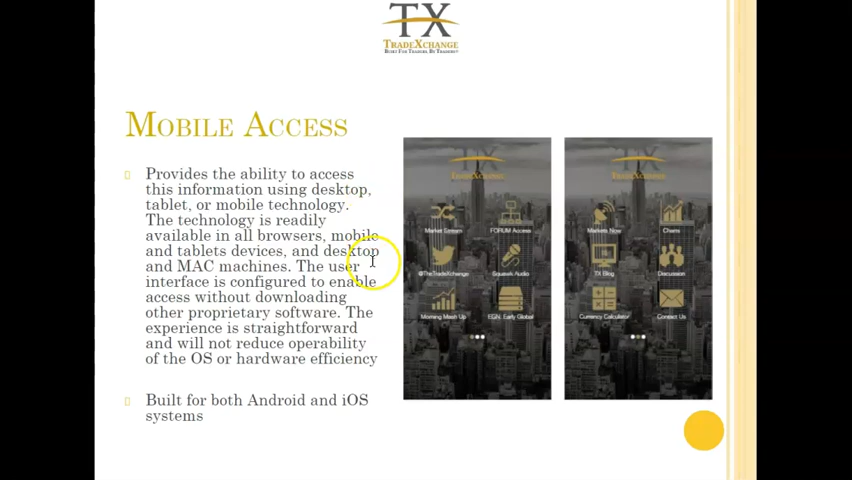 TX
TRADEXCHANGE
BUILT FOR TRADERS, BY TRADERS
MOBILE ACCESS
Provides the ability to access
this information using desktop,
tablet, or mobile technology.
The technology is readily
available in all browsers, mobile
and tablets devices, and desktop
and MAC machines. The user
interface is configured to enable
access without downloading
other proprietary software. The
experience is straightforward
and will not reduce operability
of the OS or hardware efficiency
Built for both Android and iOS
systems
TX
TRADEXCHANGE
Market Stream
FORUM Access
@TheTradeXchange
Squawk Audio
Morning Mash Up
EGN: Early Global
TX
TRADEXCHANGE
Markets Now
Charts
TX Blog
Discussion
Currency Calculator
Contact Us